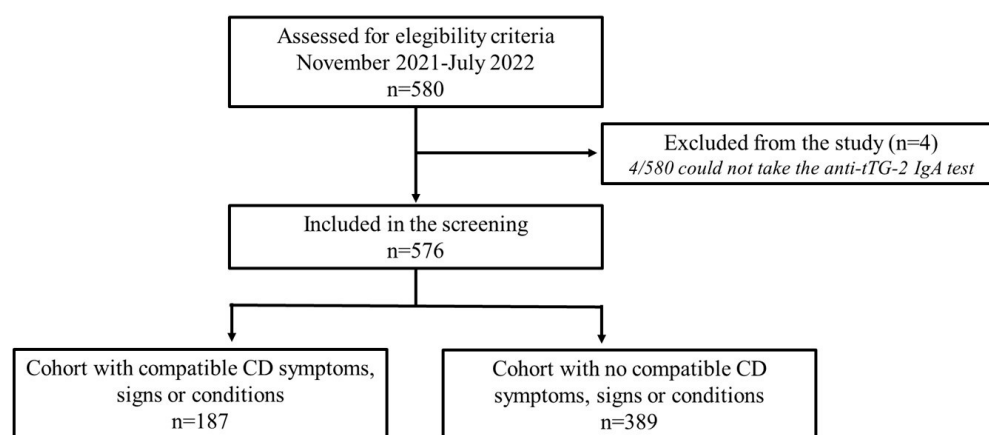 Assessed for elegibility criteria
November 2021-July 2022
n=580
Excluded from the study (n=4)
4/580 could not take the anti-tTG-2 IgA test
Included in the screening
n=576
Cohort with compatible CD symptoms,
signs or conditions
n=187
Cohort with no compatible CD
symptoms, signs or conditions
n=389